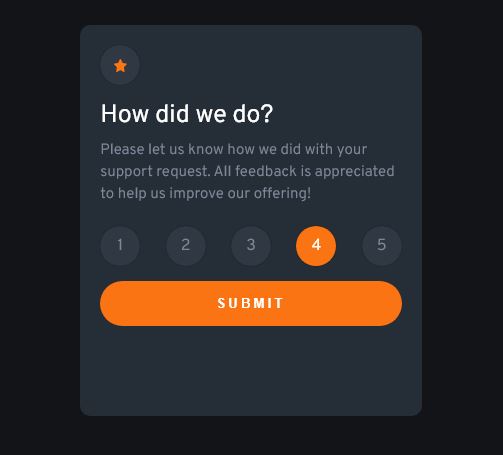 How did we do?
Please let us know how we did with your
support request. All feedback is appreciated
to help us improve our offering!
1 2 3 4 5
SUBMIT